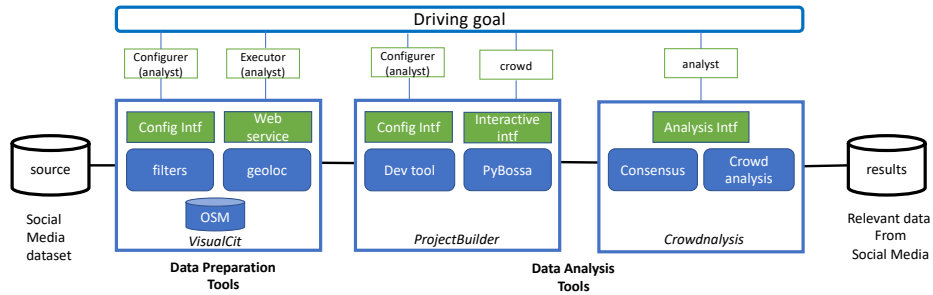 Driving goal
Configurer
(analyst)
Executor
(analyst)
Configurer
(analyst)
crowd
analyst
Config Intf
Web
service
Config Intf
Interactive
intf
Analysis Intf
source
filters
geoloc
Dev tool
PyBossa
Consensus
Crowd
analysis
results
OSM
VisualCit
ProjectBuilder
Crowdnalysis
Social
Media
dataset
Relevant data
From
Social Media
Data Preparation
Tools
Data Analysis
Tools